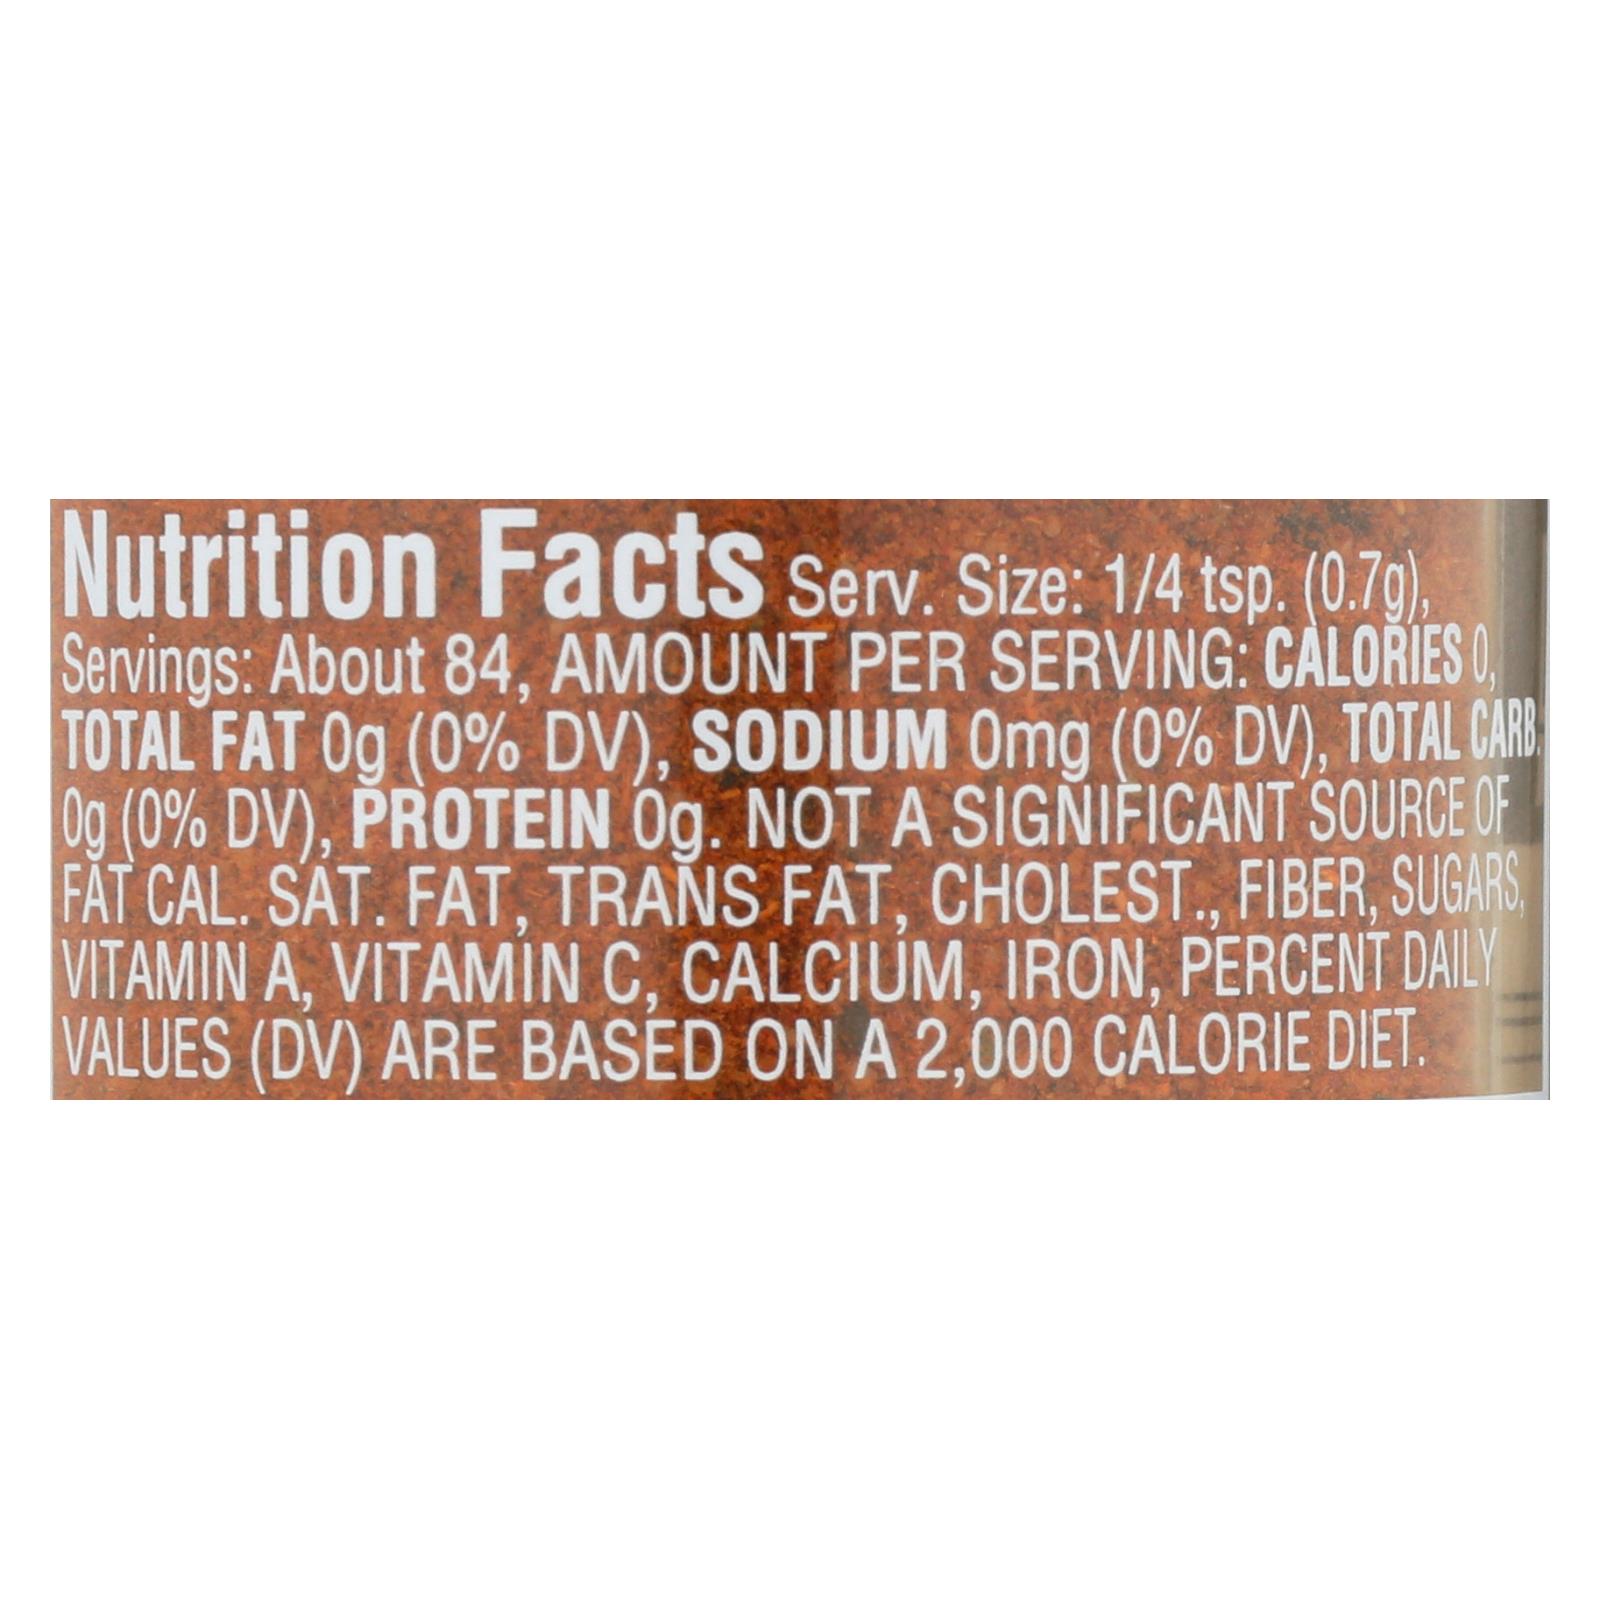 Nutrition Facts Serv. Size: 1/4 tsp. (0.7g),
Servings: About 84, AMOUNT PER SERVING: CALORIES 0,
TOTAL FAT 0g (0% DV), SODIUM 0mg (0% DV), TOTAL CARB.
0g (0% DV), PROTEIN 0g. NOT A SIGNIFICANT SOURCE OF
FAT CAL. SAT. FAT, TRANS FAT, CHOLEST., FIBER, SUGARS,
VITAMIN A, VITAMIN C, CALCIUM, IRON, PERCENT DAILY
VALUES (DV) ARE BASED ON A 2,000 CALORIE DIET.